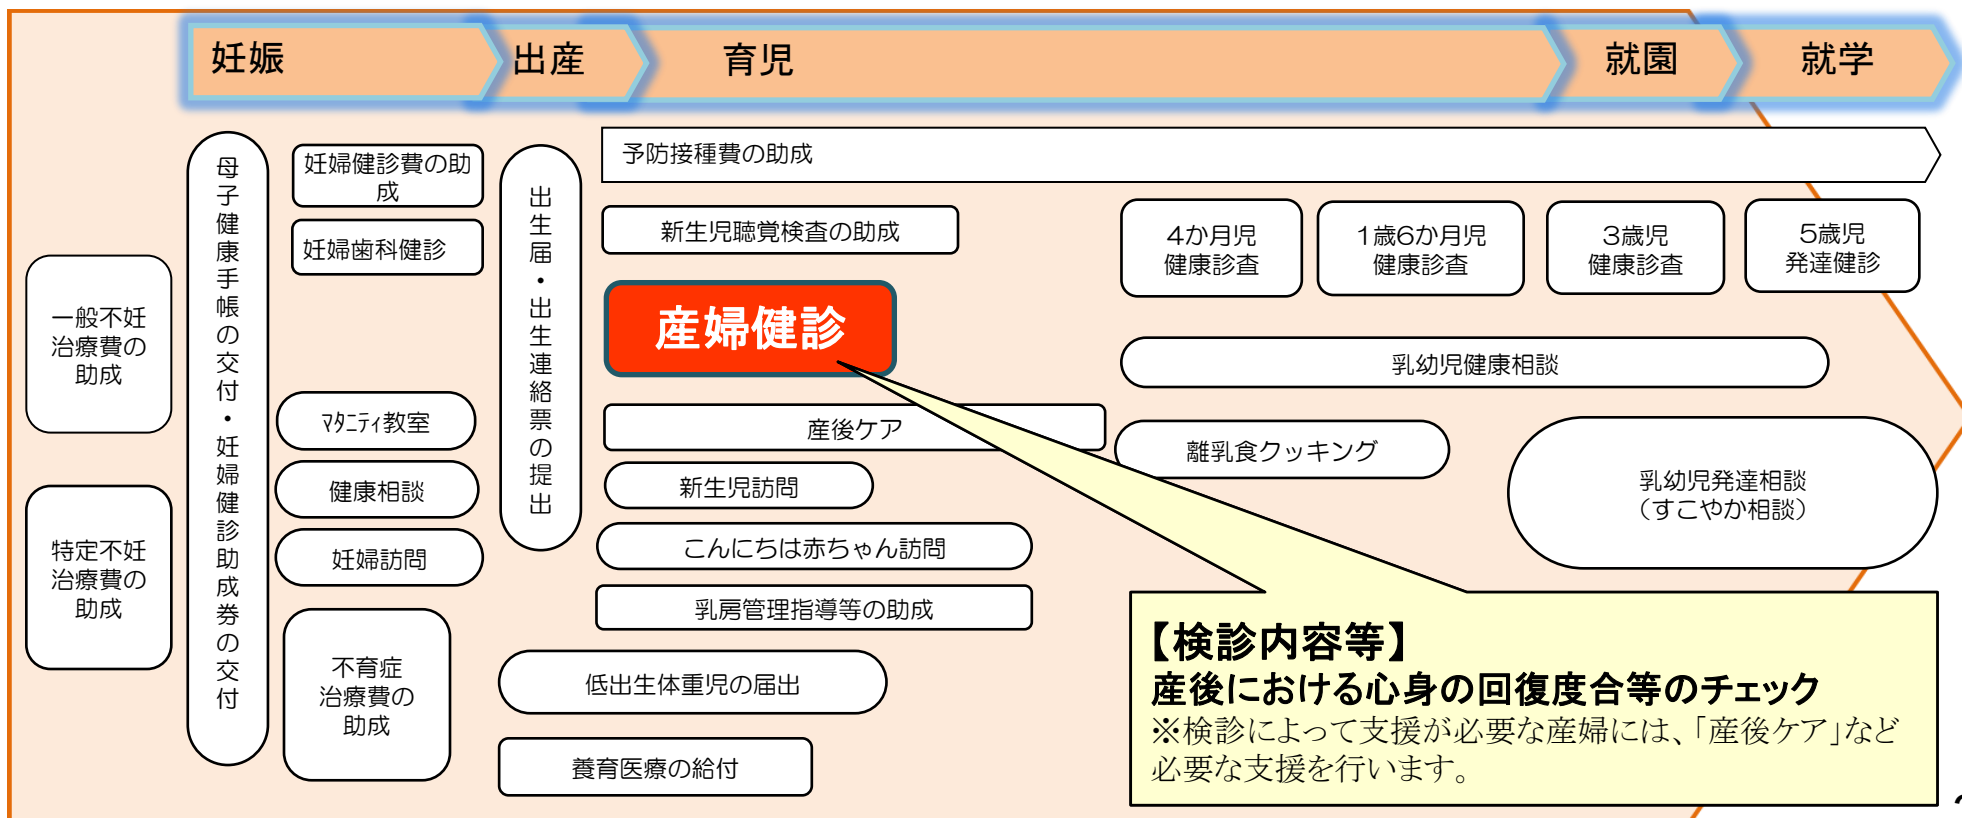 妊娠
出産
育児
就園
就学
一般不妊
治療費の
助成
特定不妊
治療費の
助成
母子健康手帳の交付・妊婦健診助成券の交付
妊婦健診費の助
成
妊婦歯科健診
ﾏﾀﾆﾃｨ教室
健康相談
妊婦訪問
不育症
治療費の
助成
出生届・出生連絡票の提出
予防接種費の助成
新生児聴覚検査の助成
産婦健診
産後ケア
新生児訪問
こんにちは赤ちゃん訪問
乳房管理指導等の助成
低出生体重児の届出
養育医療の給付
4か月児
健康診査
1歳6か月児
健康診査
3歳児
健康診査
5歳児
発達健診
乳幼児健康相談
離乳食クッキング
乳幼児発達相談
（すこやか相談）
【検診内容等】
産後における心身の回復度合等のチェック
※検診によって支援が必要な産婦には、「産後ケア」など
必要な支援を行います。